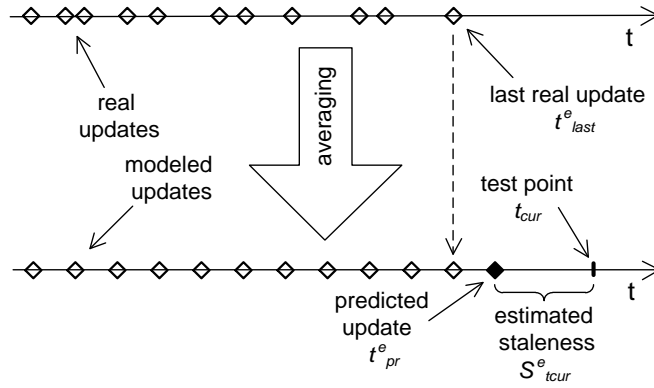 t
real
updates
averaging
last real update
t^e_last
modeled
updates
test point
t_cur
t
predicted
update
t^e_pr
estimated
staleness
S^e_tcur